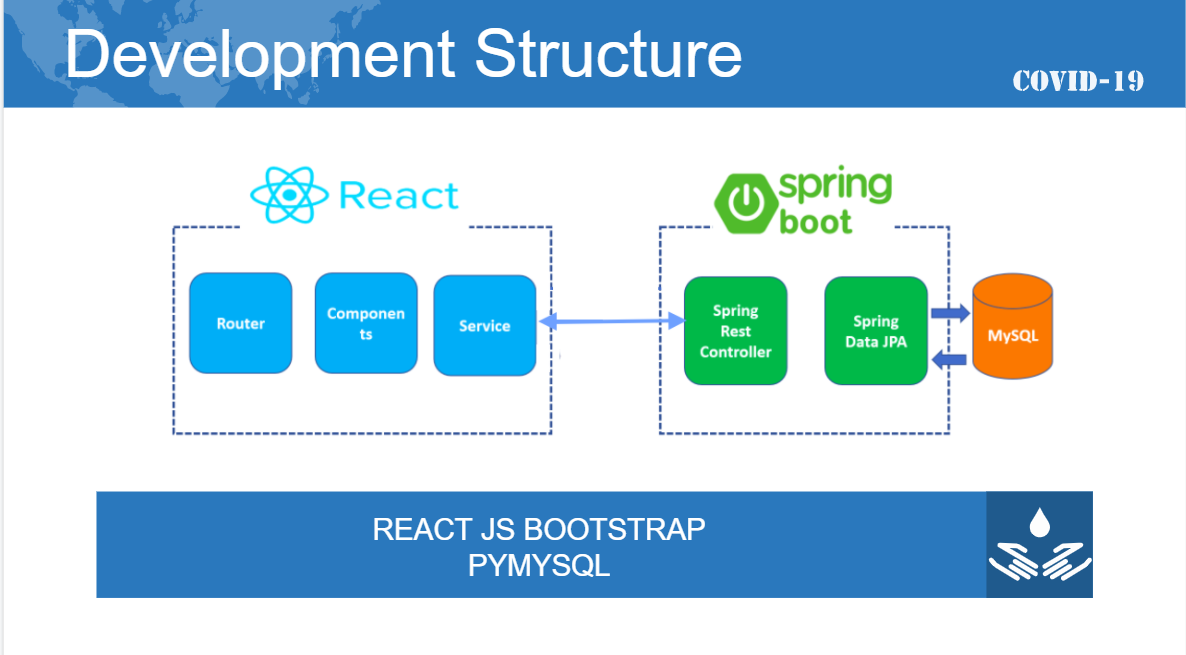 Development Structure
COVID-19
React
spring
boot
Router
Componen
ts
Service
Spring
Rest
Controller
Spring
Data JPA
MySQL
REACT JS BOOTSTRAP
PYMYSQL